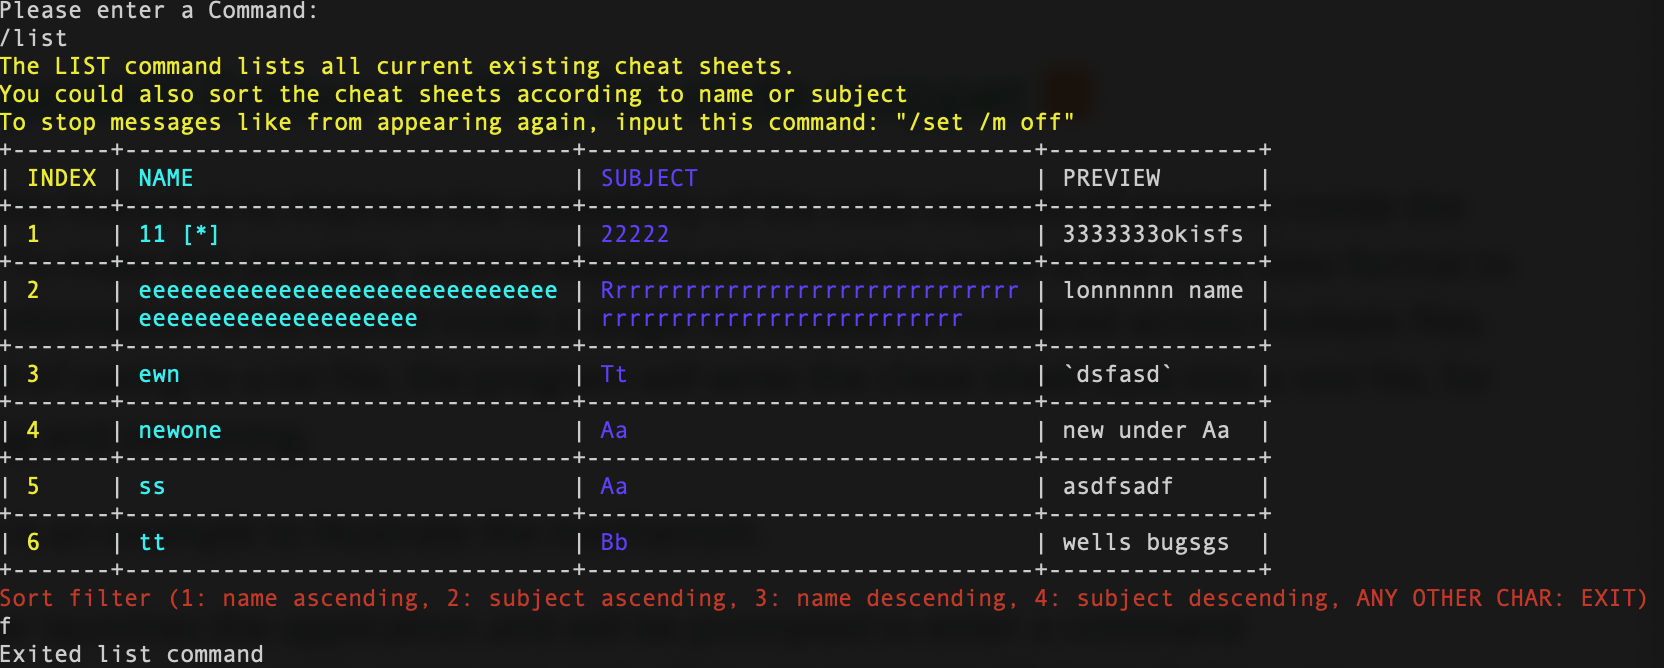 Please enter a Command:
/list
The LIST command lists all current existing cheat sheets.
You could also sort the cheat sheets according to name or subject
To stop messages like from appearing again, input this command: "/set /m off"
+-------+--------------------------------+--------------------------------+---------------+
| INDEX | NAME | SUBJECT | PREVIEW |
+-------+--------------------------------+--------------------------------+---------------+
| 1 | 11 [*] | 22222 | 3333333okisfs |
+-------+--------------------------------+--------------------------------+---------------+
| 2 | eeeeeeeeeeeeeeeeeeeeeeeeeeeeee | Rrrrrrrrrrrrrrrrrrrrrrrrrrrrrr | lonnnnnn name |
| | eeeeeeeeeeeeeeeeeeee | rrrrrrrrrrrrrrrrrrrrrrrrrr | |
+-------+--------------------------------+--------------------------------+---------------+
| 3 | ewn | Tt | `dsfasd` |
+-------+--------------------------------+--------------------------------+---------------+
| 4 | newone | Aa | new under Aa |
+-------+--------------------------------+--------------------------------+---------------+
| 5 | ss | Aa | asdfsadf |
+-------+--------------------------------+--------------------------------+---------------+
| 6 | tt | Bb | wells bugsgs |
+-------+--------------------------------+--------------------------------+---------------+
Sort filter (1: name ascending, 2: subject ascending, 3: name descending, 4: subject descending, ANY OTHER CHAR: EXIT)
f
Exited list command